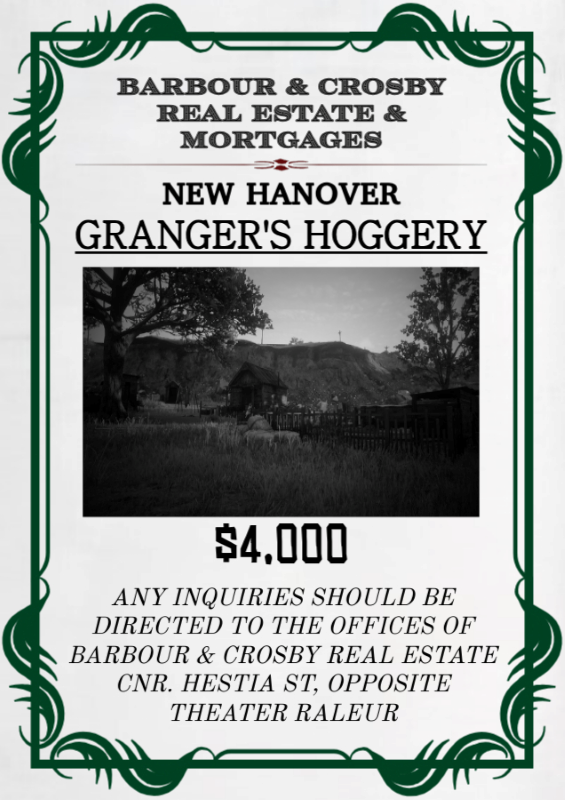 BARBOUR & CROSBY
REAL ESTATE &
MORTGAGES
NEW HANOVER
GRANGER'S HOGGERY
$4,000
ANY INQUIRIES SHOULD BE
DIRECTED TO THE OFFICES OF
BARBOUR & CROSBY REAL ESTATE
CNR. HESTIA ST, OPPOSITE
THEATER RALEUR